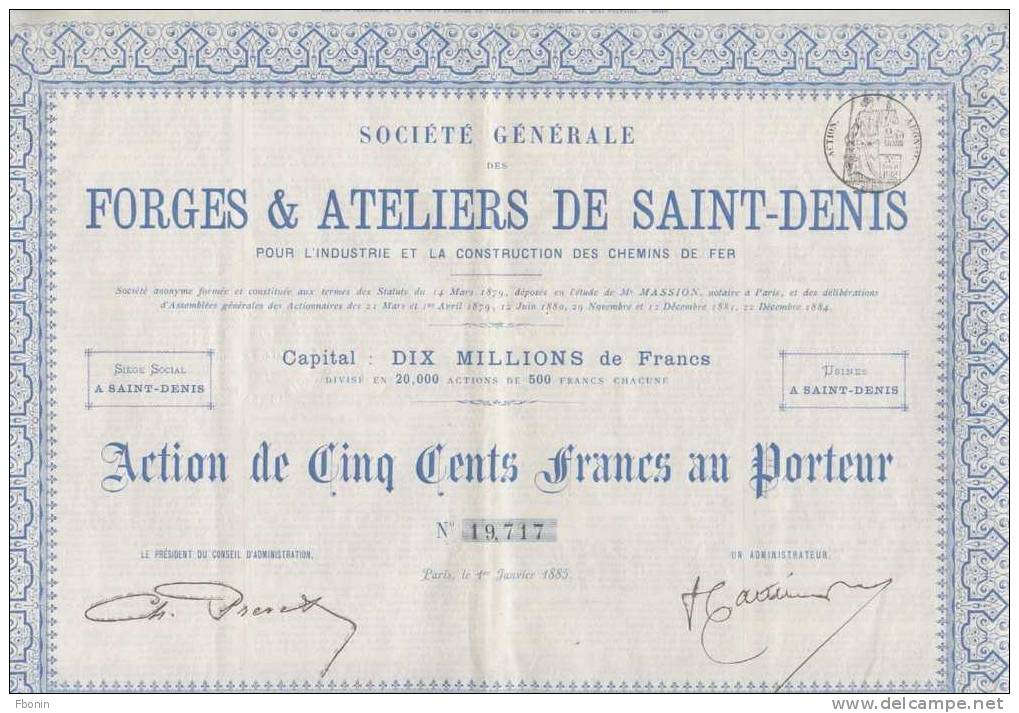 SOCIÉTÉ GÉNÉRALE
DES
FORGES & ATELIERS DE SAINT-DENIS
POUR L'INDUSTRIE ET LA CONSTRUCTION DES CHEMINS DE FER
Société anonyme formée et constituée aux termes des Statuts du 14 Mars 1879, déposés en l'étude de Me MASSION, notaire à Paris, et des délibérations
d'Assemblées générales des Actionnaires des 21 Mars et 1er Avril 1879, 12 Juin 1880, 29 Novembre et 12 Décembre 1881, 22 Décembre 1884.
Capital : DIX MILLIONS de Francs
DIVISÉ EN 20,000 ACTIONS DE 500 FRANCS CHACUNE
SIÈGE SOCIAL
A SAINT-DENIS
USINES
A SAINT-DENIS
Action de Cinq Cents Francs au Porteur
No 19,717
LE PRÉSIDENT DU CONSEIL D'ADMINISTRATION,
UN ADMINISTRATEUR,
Paris, le 1er Janvier 1885.
ACTION
Fbonin
www.delcampe.net